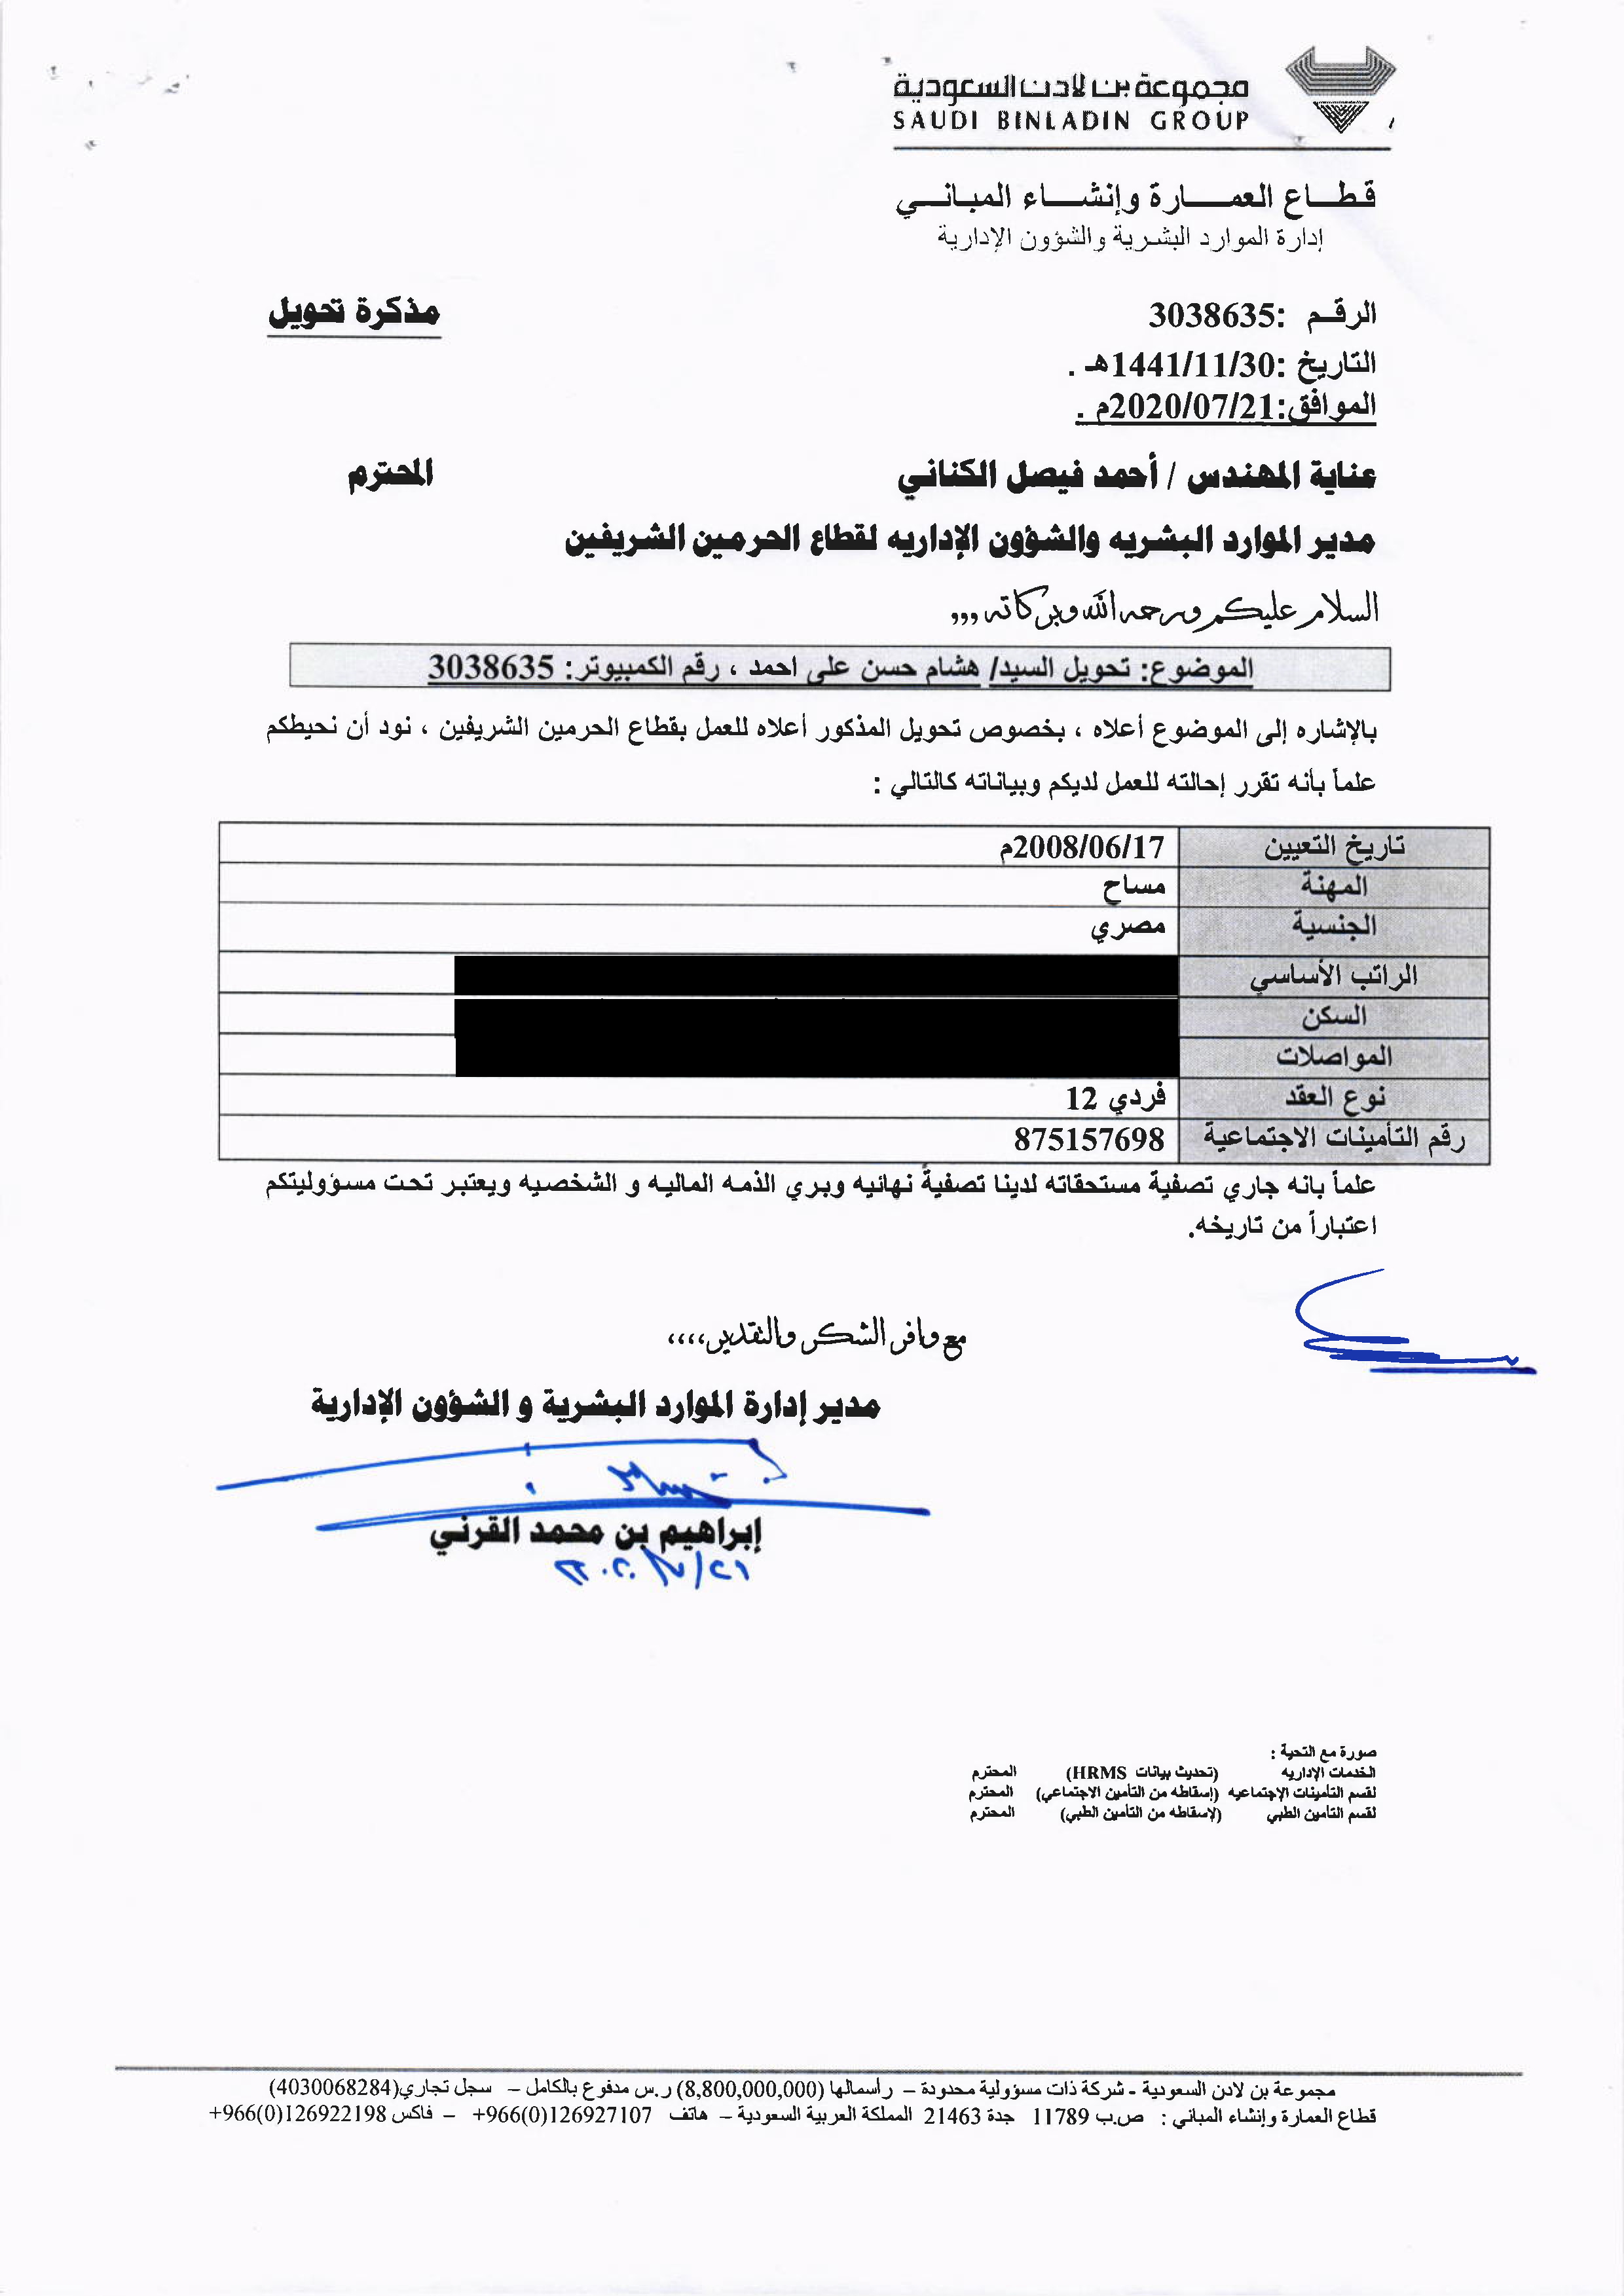 مجموعة بن لادن السعودية
SAUDI BINLADIN GROUP
قطـــاع العمــــارة وإنشـــاء المبانـــي
إدارة الموارد البشرية والشؤون الإدارية
الرقـم :3038635
مذكرة تحويل
التاريخ :1441/11/30هـ .
الموافق:2020/07/21م .
عناية المهندس / أحمد فيصل الكناني المحترم
مدير الموارد البشريه والشؤون الإداريه لقطاع الحرمين الشريفين
السلام عليكم ورحمه الله وبركاته ,,,
الموضوع: تحويل السيد/ هشام حسن على احمد ، رقم الكمبيوتر: 3038635
بالإشاره إلى الموضوع أعلاه ، بخصوص تحويل المذكور أعلاه للعمل بقطاع الحرمين الشريفين ، نود أن نحيطكم
علماً بأنه تقرر إحالته للعمل لديكم وبياناته كالتالي :
تاريخ التعيين 2008/06/17م
المهنة مساح
الجنسية مصري
الراتب الأساسي
السكن
المواصلات
نوع العقد فردي 12
رقم التأمينات الاجتماعية 875157698
علماً بانه جاري تصفية مستحقاته لدينا تصفيةً نهائيه وبري الذمه الماليه و الشخصيه ويعتبر تحت مسؤوليتكم
اعتباراً من تاريخه.
مع وافر الشكر والتقدير،،،،
مدير إدارة الموارد البشرية و الشؤون الإدارية
إبراهيم بن محمد القرني
٢١/٧/٢٠٢٠
صورة مع التحية :
الخدمات الإداريه (تحديث بيانات HRMS) المحترم
لقسم التأمينات الإجتماعيه (إسقاطه من التأمين الاجتماعي) المحترم
لقسم التأمين الطبي (لإسقاطه من التأمين الطبي) المحترم
مجموعة بن لادن السعودية - شركة ذات مسؤولية محدودة – رأسمالها (8,800,000,000) ر.س مدفوع بالكامل – سجل تجاري(4030068284)
قطاع العمارة وإنشاء المباني : ص.ب 11789 جدة 21463 المملكة العربية السعودية – هاتف 126927107(0)966+ – فاكس 126922198(0)966+